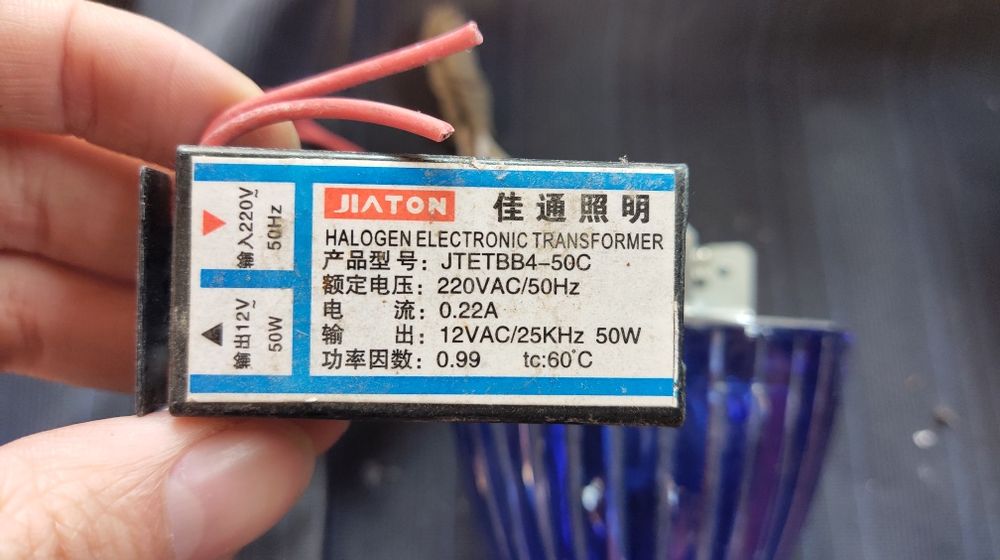 输入220V~
50Hz
输出12V~
50W
JIATON 佳通照明
HALOGEN ELECTRONIC TRANSFORMER
产品型号：JTETBB4-50C
额定电压：220VAC/50Hz
电 流：0.22A
输 出：12VAC/25KHz 50W
功率因数：0.99 tc:60°C